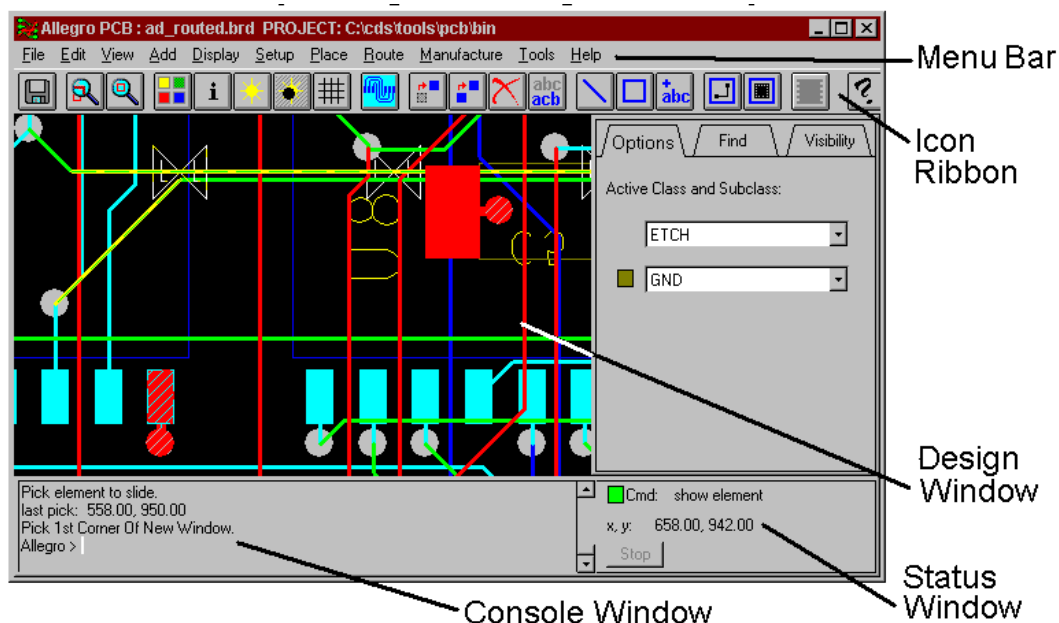 Allegro PCB : ad_routed.brd PROJECT: C:\cds\tools\pcb\bin
File Edit View Add Display Setup Place Route Manufacture Tools Help
Menu Bar
i abc acb +abc ?
Icon Ribbon
Options Find Visibility
Active Class and Subclass:
ETCH
GND
U8
C3
Design Window
Pick element to slide.
last pick: 558.00, 950.00
Pick 1st Corner Of New Window.
Allegro >
Cmd: show element
x, y: 658.00, 942.00
Stop
Console Window
Status Window